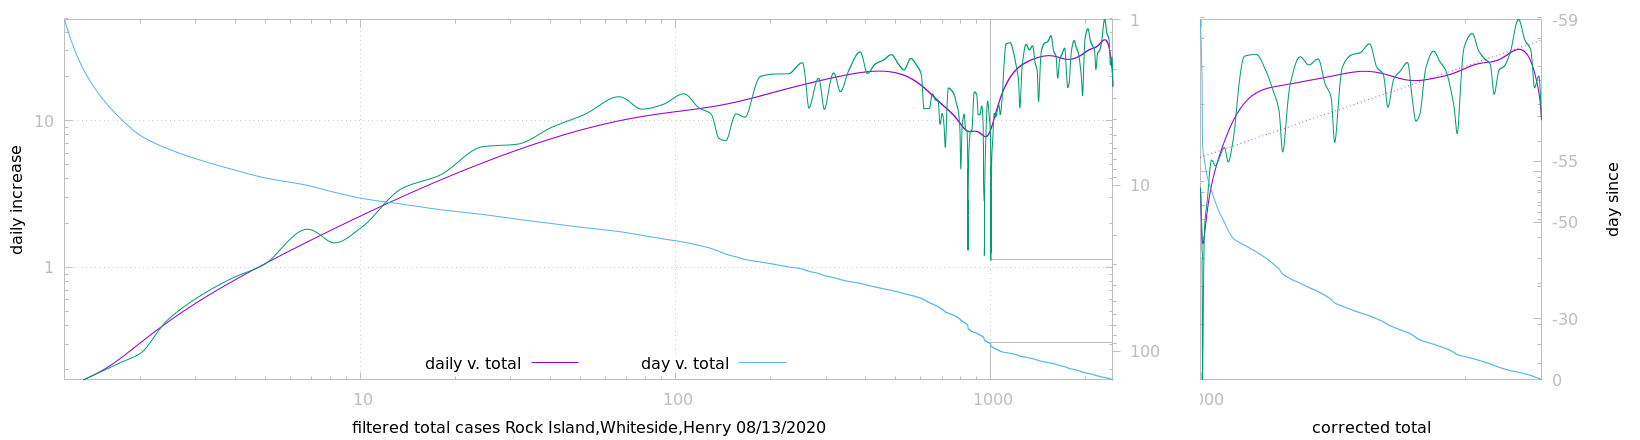 daily increase
10
1
daily v. total
day v. total
10
100
1000
1
10
100
filtered total cases Rock Island,Whiteside,Henry 08/13/2020
-59
-55
-50
-30
0
day since
000
corrected total